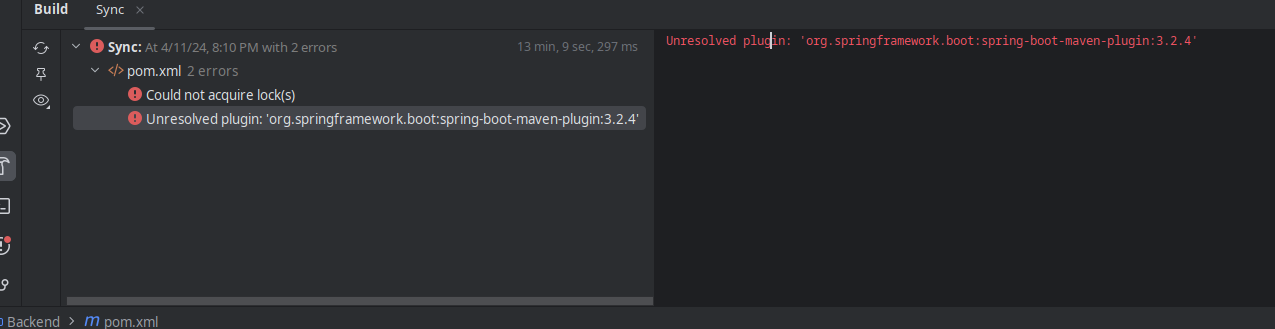 Build Sync ×
Sync: At 4/11/24, 8:10 PM with 2 errors 13 min, 9 sec, 297 ms
pom.xml 2 errors
Could not acquire lock(s)
Unresolved plugin: 'org.springframework.boot:spring-boot-maven-plugin:3.2.4'
Unresolved plugin: 'org.springframework.boot:spring-boot-maven-plugin:3.2.4'
Backend > m pom.xml